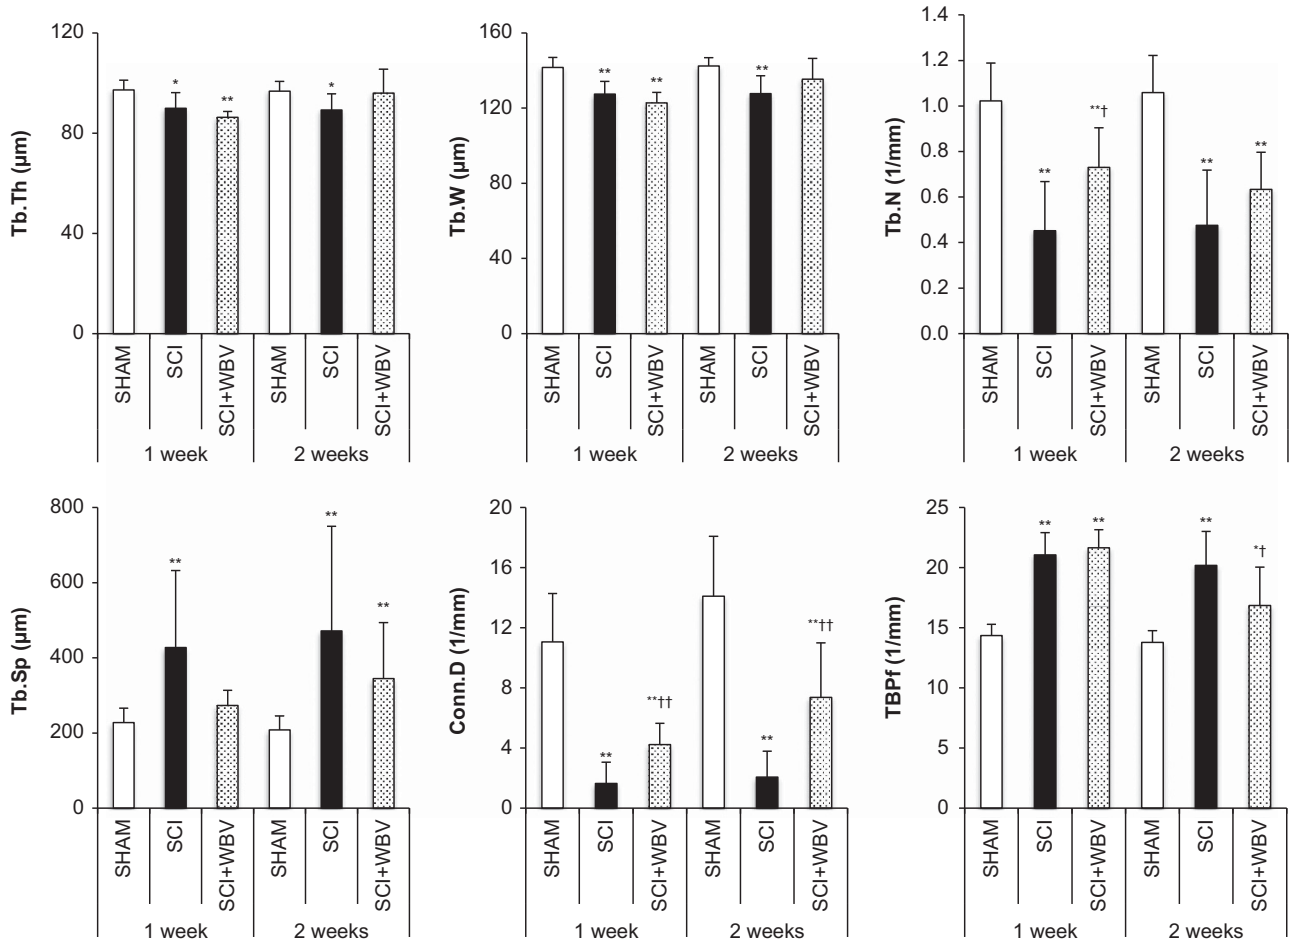 Tb.Th (µm)
120
80
40
0
*
**
*
SHAM
SCI
SCI+WBV
SHAM
SCI
SCI+WBV
1 week
2 weeks
Tb.W (µm)
160
120
80
40
0
**
**
**
SHAM
SCI
SCI+WBV
SHAM
SCI
SCI+WBV
1 week
2 weeks
Tb.N (1/mm)
1.4
1.2
1.0
0.8
0.6
0.4
0.2
0.0
**
**†
**
**
SHAM
SCI
SCI+WBV
SHAM
SCI
SCI+WBV
1 week
2 weeks
Tb.Sp (µm)
800
600
400
200
0
**
**
**
SHAM
SCI
SCI+WBV
SHAM
SCI
SCI+WBV
1 week
2 weeks
Conn.D (1/mm)
20
16
12
8
4
0
**
**††
**
**††
SHAM
SCI
SCI+WBV
SHAM
SCI
SCI+WBV
1 week
2 weeks
TBPf (1/mm)
25
20
15
10
5
0
**
**
**
*†
SHAM
SCI
SCI+WBV
SHAM
SCI
SCI+WBV
1 week
2 weeks